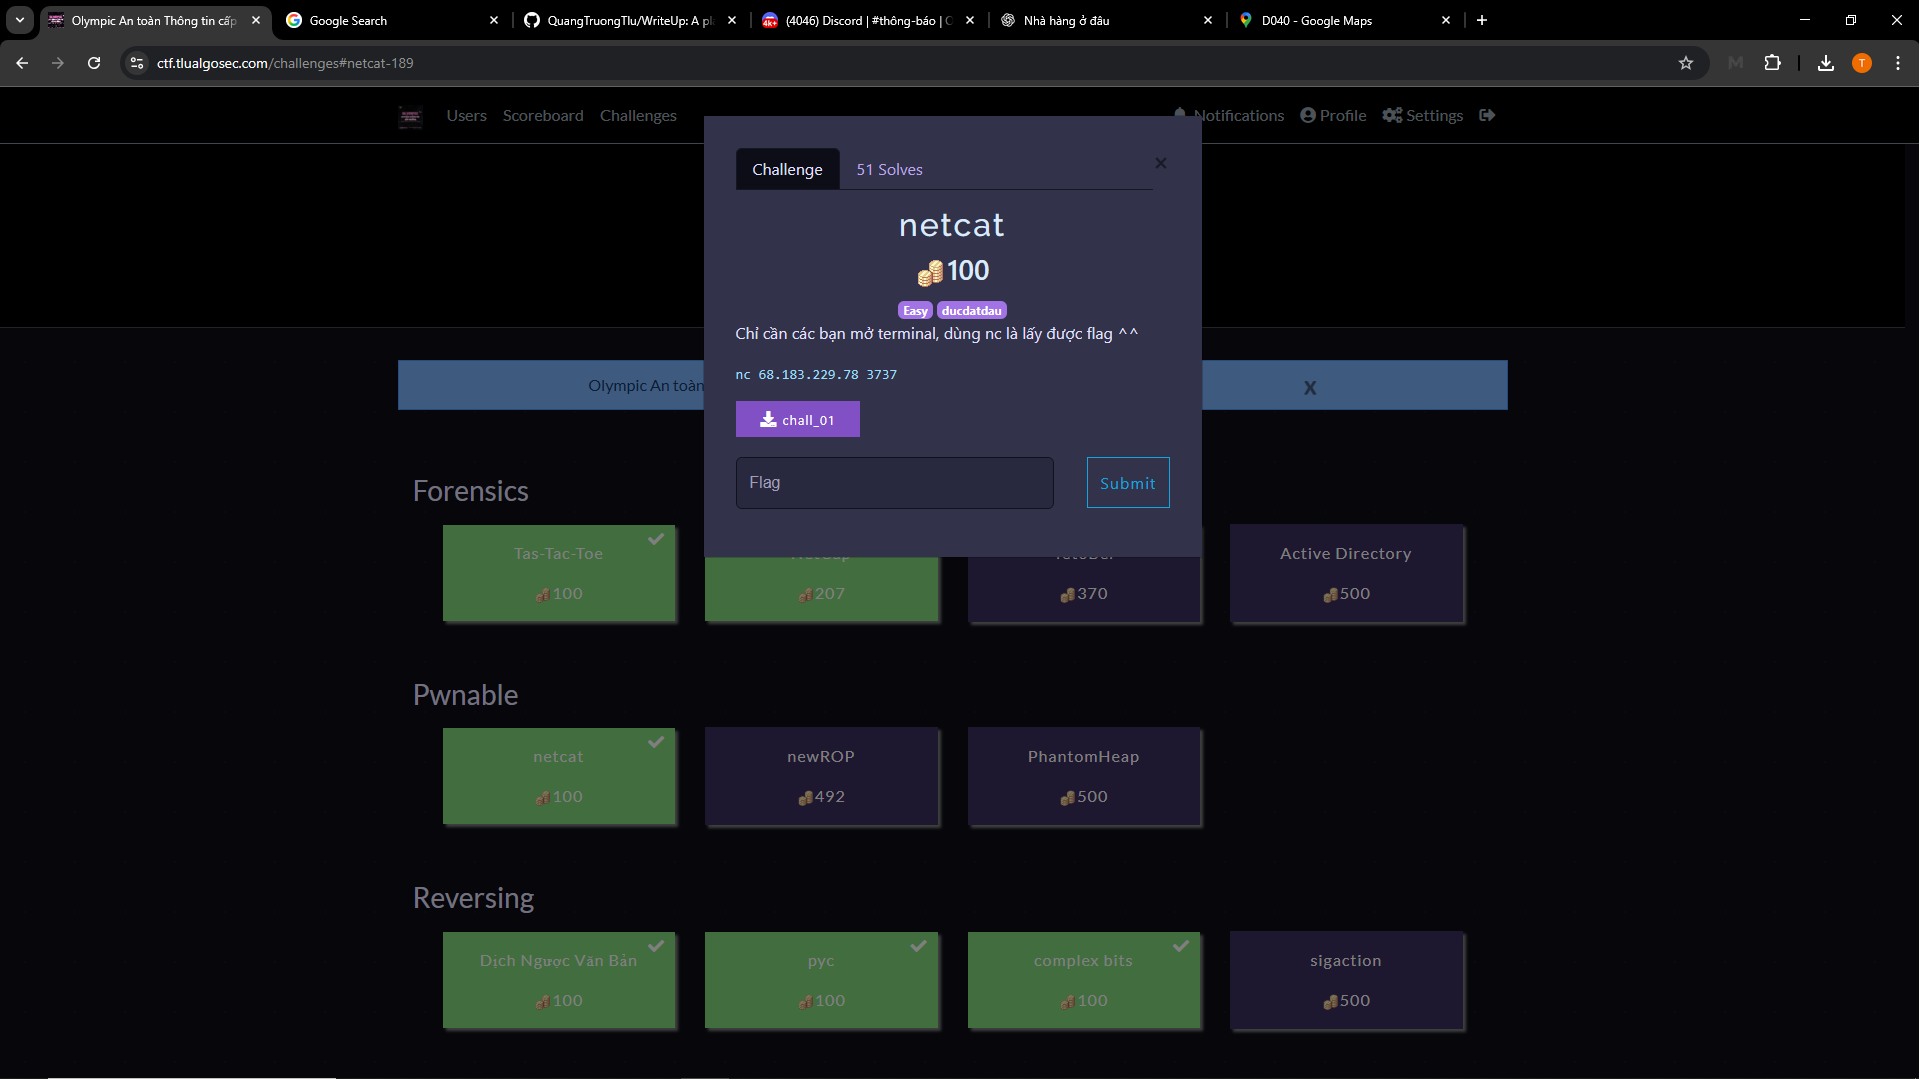 Olympic An toàn Thông tin cấp
Google Search
QuangTruongTlu/WriteUp: A pl
(4046) Discord | #thông-báo | C
Nhà hàng ở đâu
D040 - Google Maps
ctf.tlualgosec.com/challenges#netcat-189
M
T
Users
Scoreboard
Challenges
Notifications
Profile
Settings
Challenge
51 Solves
netcat
100
Easy
ducdatdau
Chỉ cần các bạn mở terminal, dùng nc là lấy được flag ^^
nc 68.183.229.78 3737
chall_01
Flag
Submit
Olympic An toàn
X
Forensics
Tas-Tac-Toe
100
207
370
Active Directory
500
Pwnable
netcat
100
newROP
492
PhantomHeap
500
Reversing
Dịch Ngược Văn Bản
100
pyc
100
complex bits
100
sigaction
500